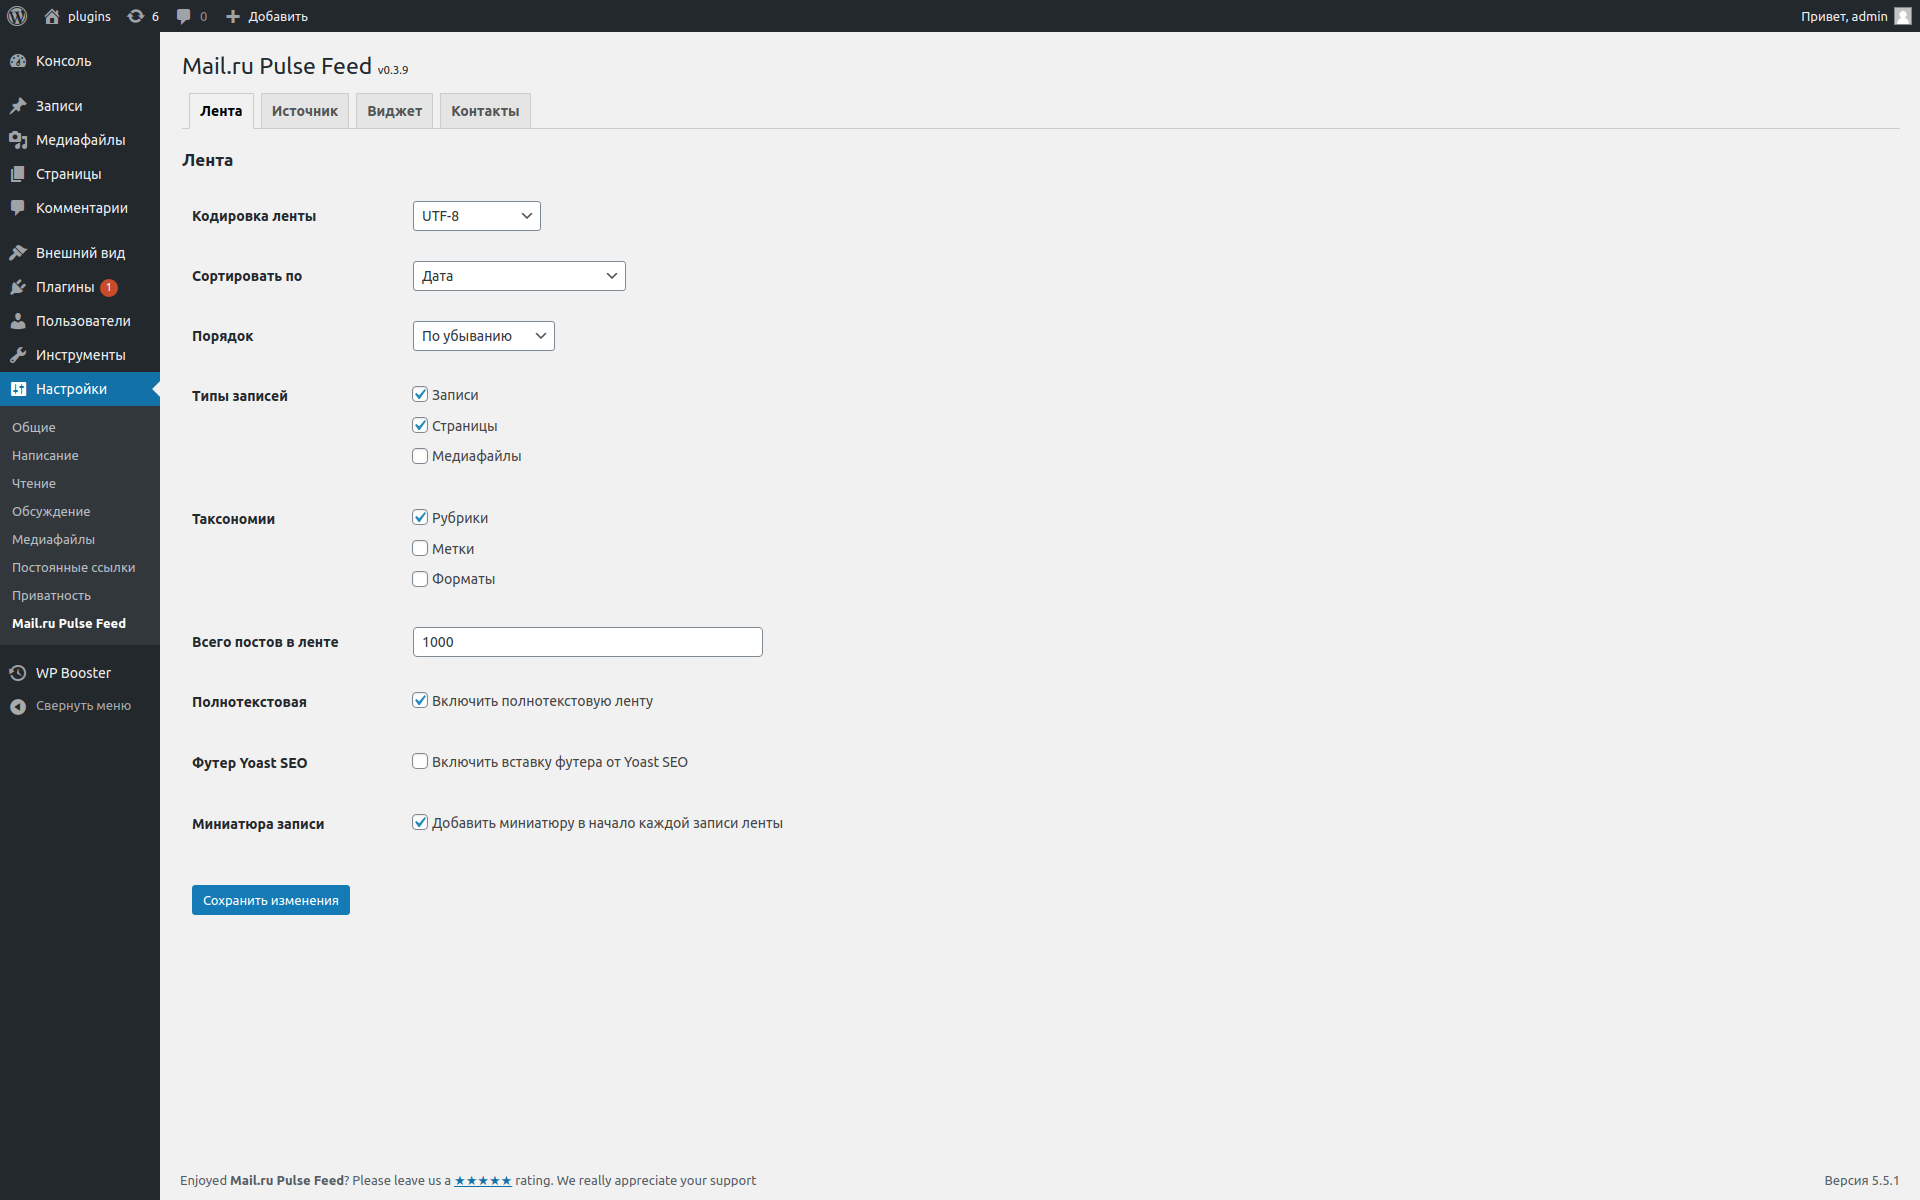 plugins 6 0 Добавить Привет, admin
Консоль
Записи
Медиафайлы
Страницы
Комментарии
Внешний вид
Плагины 1
Пользователи
Инструменты
Настройки
Общие
Написание
Чтение
Обсуждение
Медиафайлы
Постоянные ссылки
Приватность
Mail.ru Pulse Feed
WP Booster
Свернуть меню
Mail.ru Pulse Feed v0.3.9
Лента Источник Виджет Контакты
Лента
Кодировка ленты UTF-8
Сортировать по Дата
Порядок По убыванию
Типы записей Записи
Страницы
Медиафайлы
Таксономии Рубрики
Метки
Форматы
Всего постов в ленте 1000
Полнотекстовая Включить полнотекстовую ленту
Футер Yoast SEO Включить вставку футера от Yoast SEO
Миниатюра записи Добавить миниатюру в начало каждой записи ленты
Сохранить изменения
Enjoyed Mail.ru Pulse Feed? Please leave us a ★★★★★ rating. We really appreciate your support Версия 5.5.1